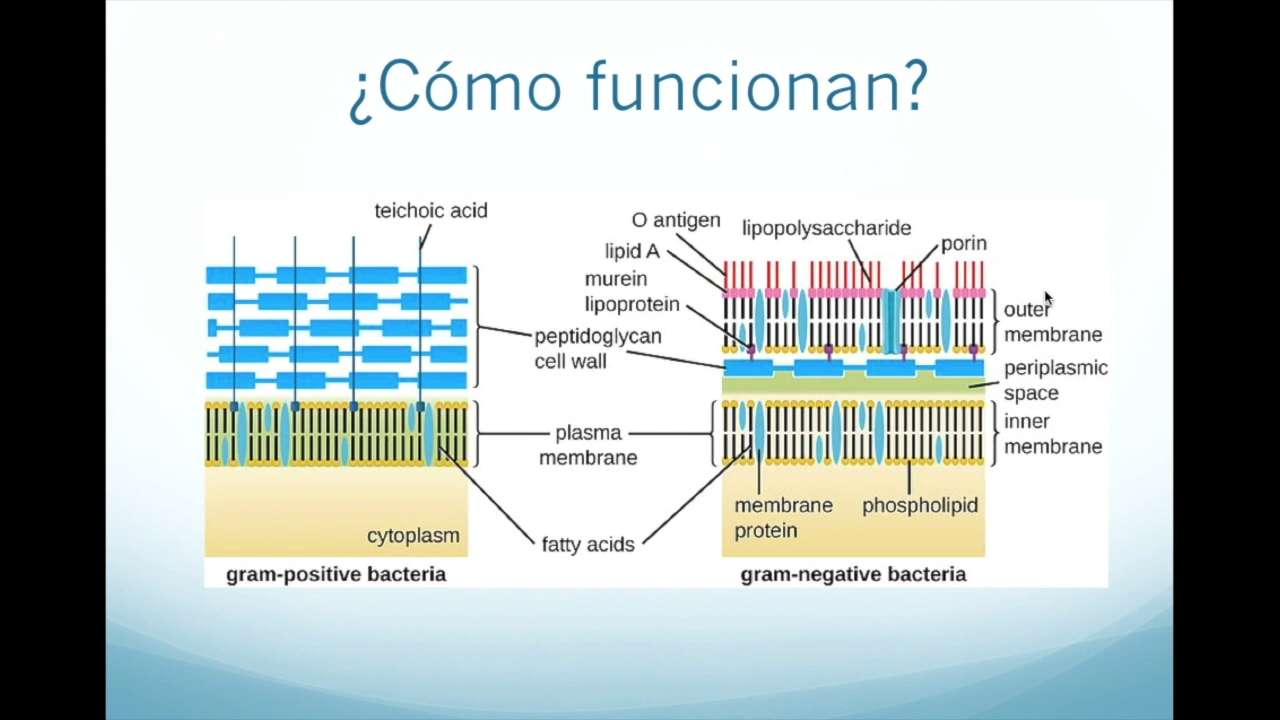 ¿Cómo funcionan?
teichoic acid
O antigen
lipopolysaccharide
porin
lipid A
murein
lipoprotein
peptidoglycan
cell wall
outer
membrane
periplasmic
space
inner
membrane
plasma
membrane
membrane
protein
phospholipid
cytoplasm
fatty acids
gram-positive bacteria
gram-negative bacteria